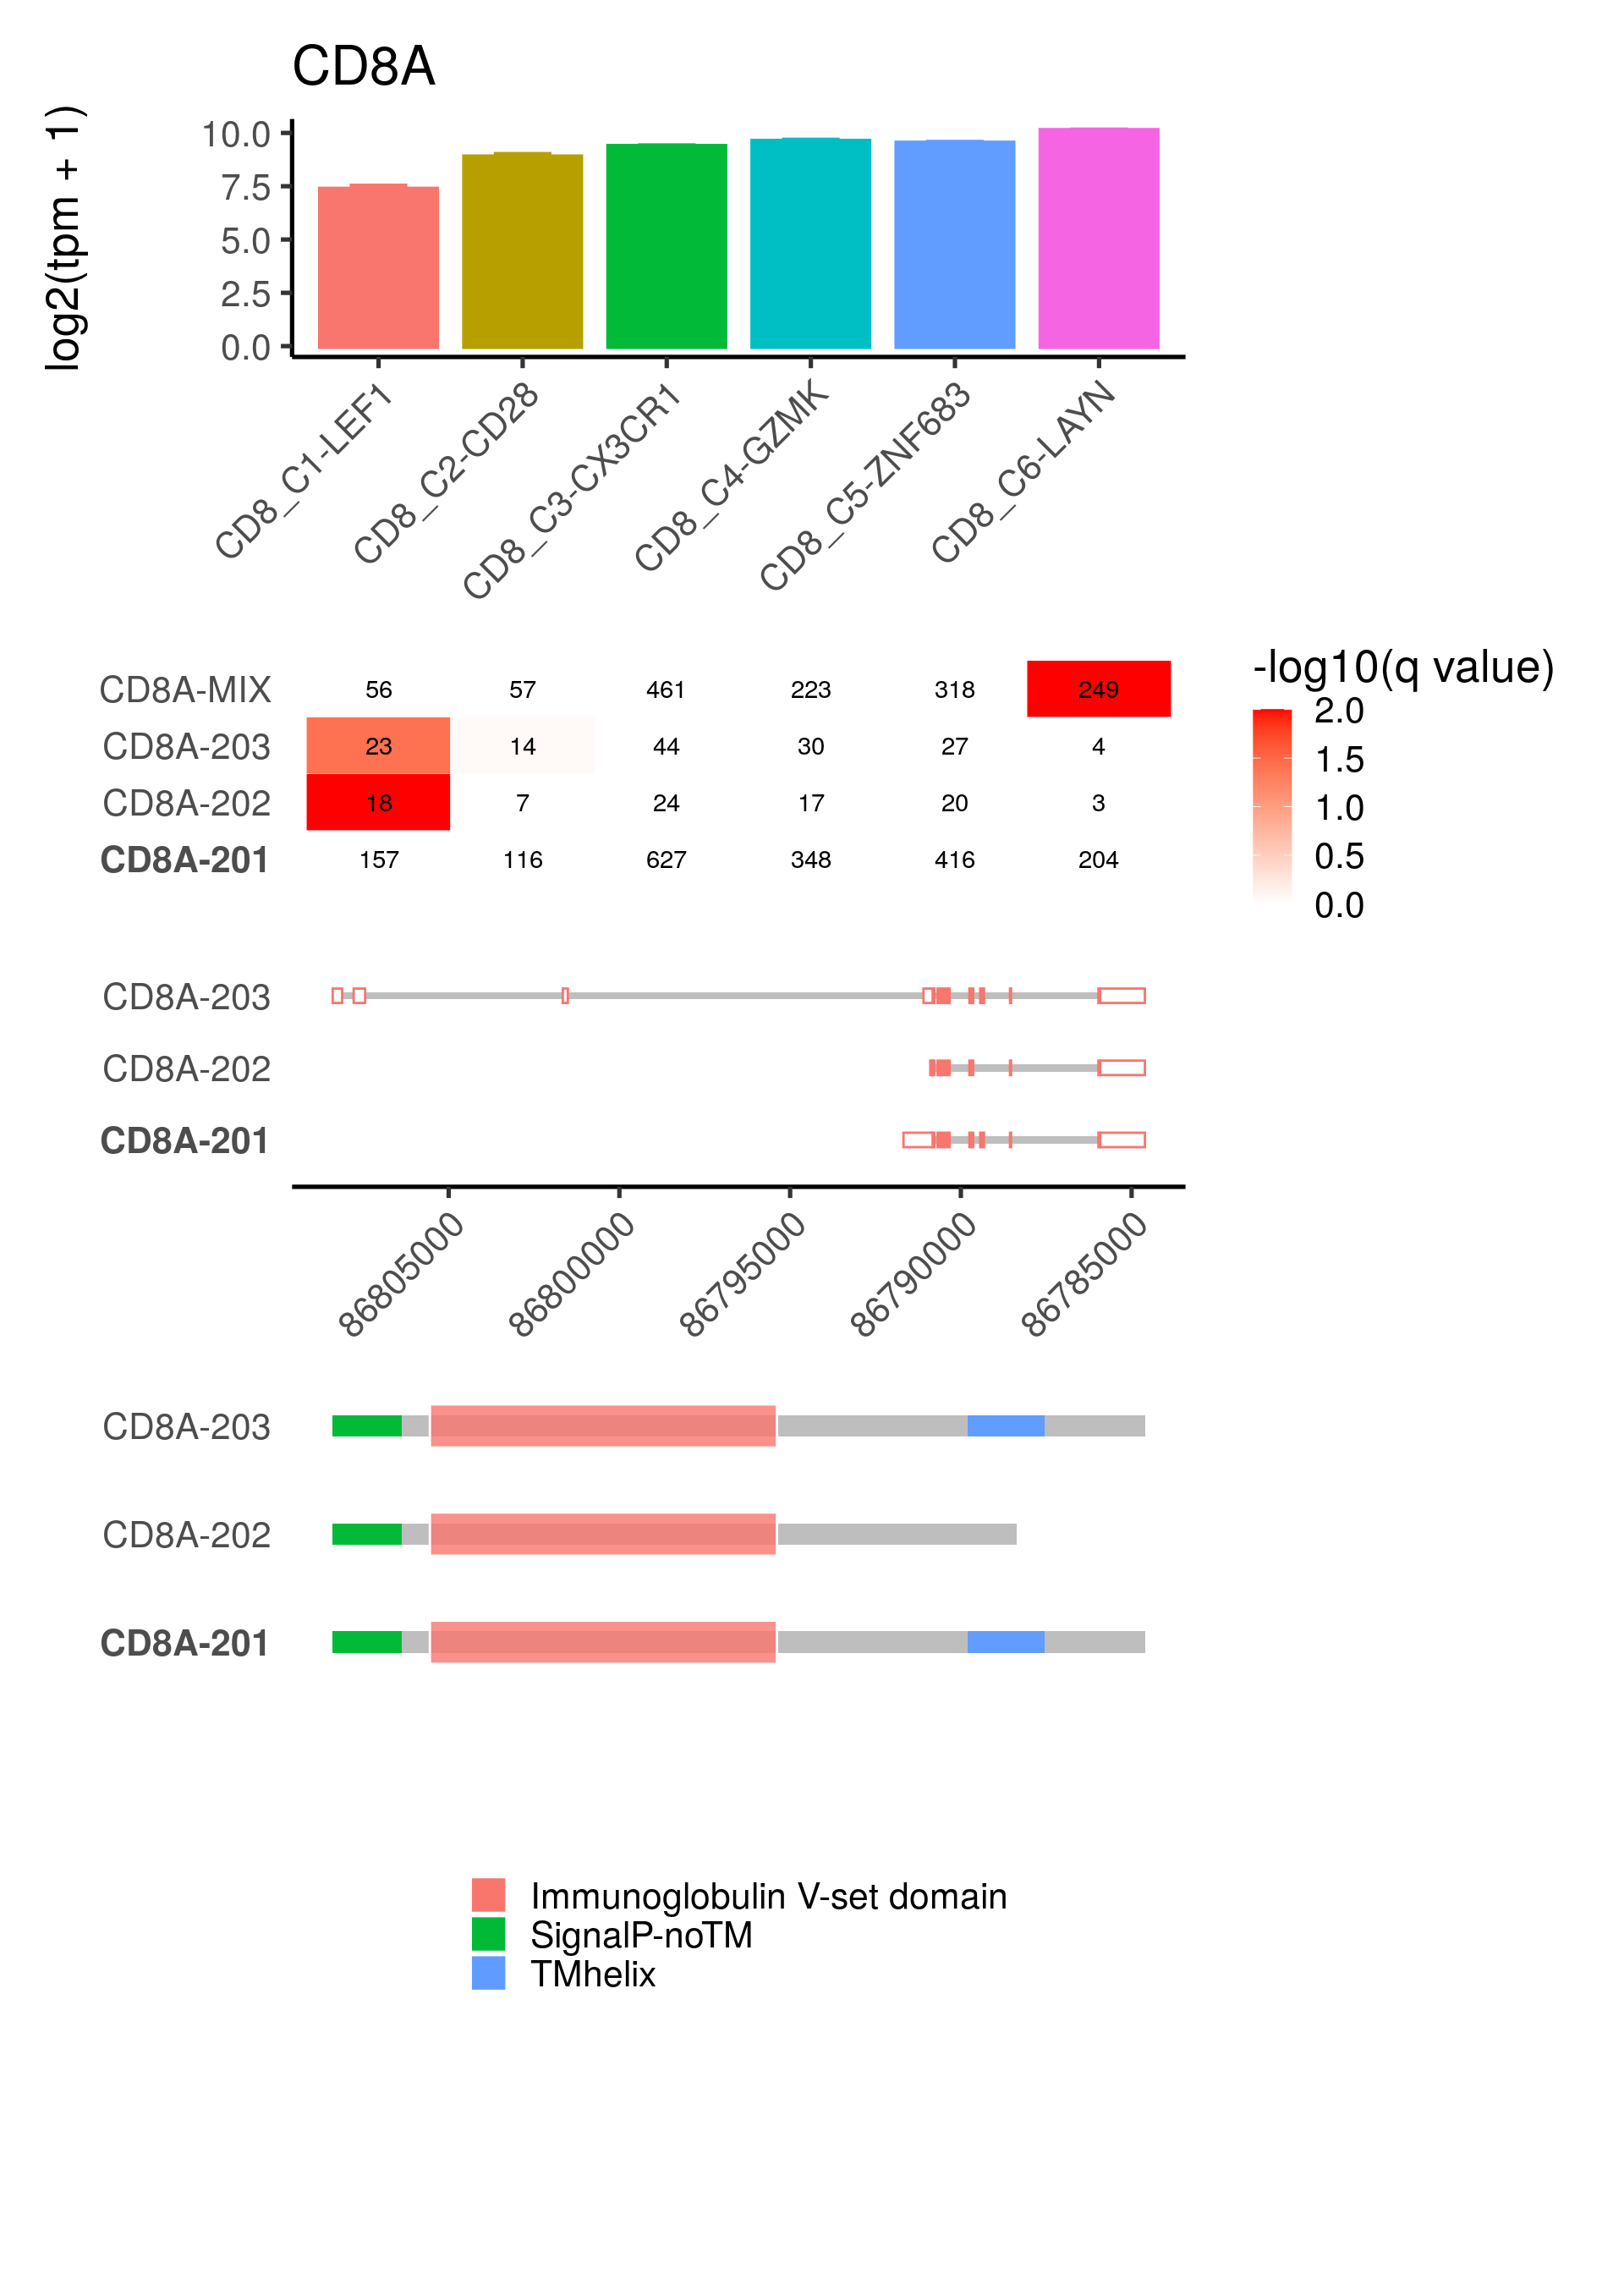 CD8A
log2(tpm + 1)
10.0
7.5
5.0
2.5
0.0
CD8_C1-LEF1
CD8_C2-CD28
CD8_C3-CX3CR1
CD8_C4-GZMK
CD8_C5-ZNF683
CD8_C6-LAYN
CD8A-MIX 56 57 461 223 318 249
CD8A-203 23 14 44 30 27 4
CD8A-202 18 7 24 17 20 3
CD8A-201 157 116 627 348 416 204
-log10(q value)
2.0
1.5
1.0
0.5
0.0
CD8A-203
CD8A-202
CD8A-201
86805000
86800000
86795000
86790000
86785000
CD8A-203
CD8A-202
CD8A-201
Immunoglobulin V-set domain
SignalP-noTM
TMhelix